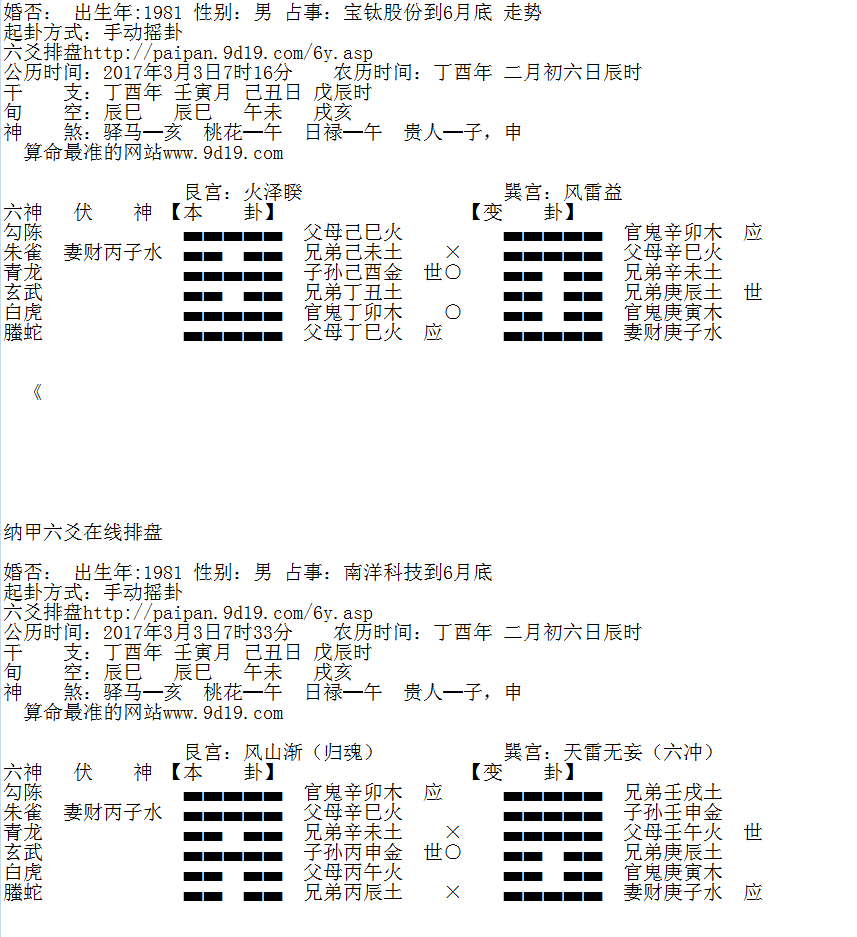 婚否： 出生年:1981 性别：男 占事：宝钛股份到6月底 走势
起卦方式：手动摇卦
六爻排盘http://paipan.9d19.com/6y.asp
公历时间：2017年3月3日7时16分 农历时间：丁酉年 二月初六日辰时
干 支：丁酉年 壬寅月 己丑日 戊辰时
旬 空：辰巳 辰巳 午未 戌亥
神 煞：驿马—亥 桃花—午 日禄—午 贵人—子，申
算命最准的网站www.9d19.com
艮宫：火泽睽 巽宫：风雷益
六神 伏 神 【本 卦】 【变 卦】
勾陈 父母己巳火 官鬼辛卯木 应
朱雀 妻财丙子水 兄弟己未土 × 父母辛巳火
青龙 子孙己酉金 世○ 兄弟辛未土
玄武 兄弟丁丑土 兄弟庚辰土 世
白虎 官鬼丁卯木 ○ 官鬼庚寅木
螣蛇 父母丁巳火 应 妻财庚子水
《
纳甲六爻在线排盘
婚否： 出生年:1981 性别：男 占事：南洋科技到6月底
起卦方式：手动摇卦
六爻排盘http://paipan.9d19.com/6y.asp
公历时间：2017年3月3日7时33分 农历时间：丁酉年 二月初六日辰时
干 支：丁酉年 壬寅月 己丑日 戊辰时
旬 空：辰巳 辰巳 午未 戌亥
神 煞：驿马—亥 桃花—午 日禄—午 贵人—子，申
算命最准的网站www.9d19.com
艮宫：风山渐（归魂） 巽宫：天雷无妄（六冲）
六神 伏 神 【本 卦】 【变 卦】
勾陈 官鬼辛卯木 应 兄弟壬戌土
朱雀 妻财丙子水 父母辛巳火 子孙壬申金
青龙 兄弟辛未土 × 父母壬午火 世
玄武 子孙丙申金 世○ 兄弟庚辰土
白虎 父母丙午火 官鬼庚寅木
螣蛇 兄弟丙辰土 × 妻财庚子水 应